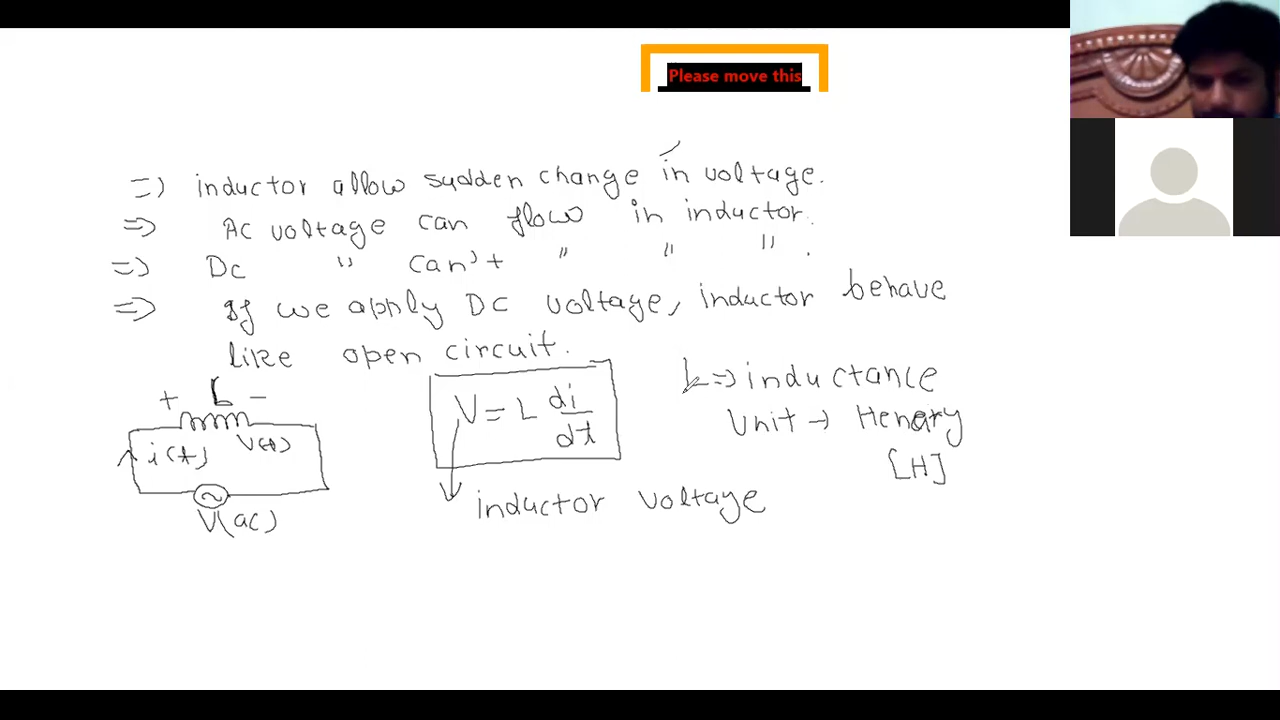 Please move this
=> inductor allow sudden change in voltage.
=> Ac voltage can flow in inductor.
=> Dc " can't " " " .
=> If we apply DC voltage, inductor behave
like open circuit.
+ L -
i(t) V(t)
V(ac)
V = L di/dt
inductor voltage
L => inductance
Unit → Henary
[H]